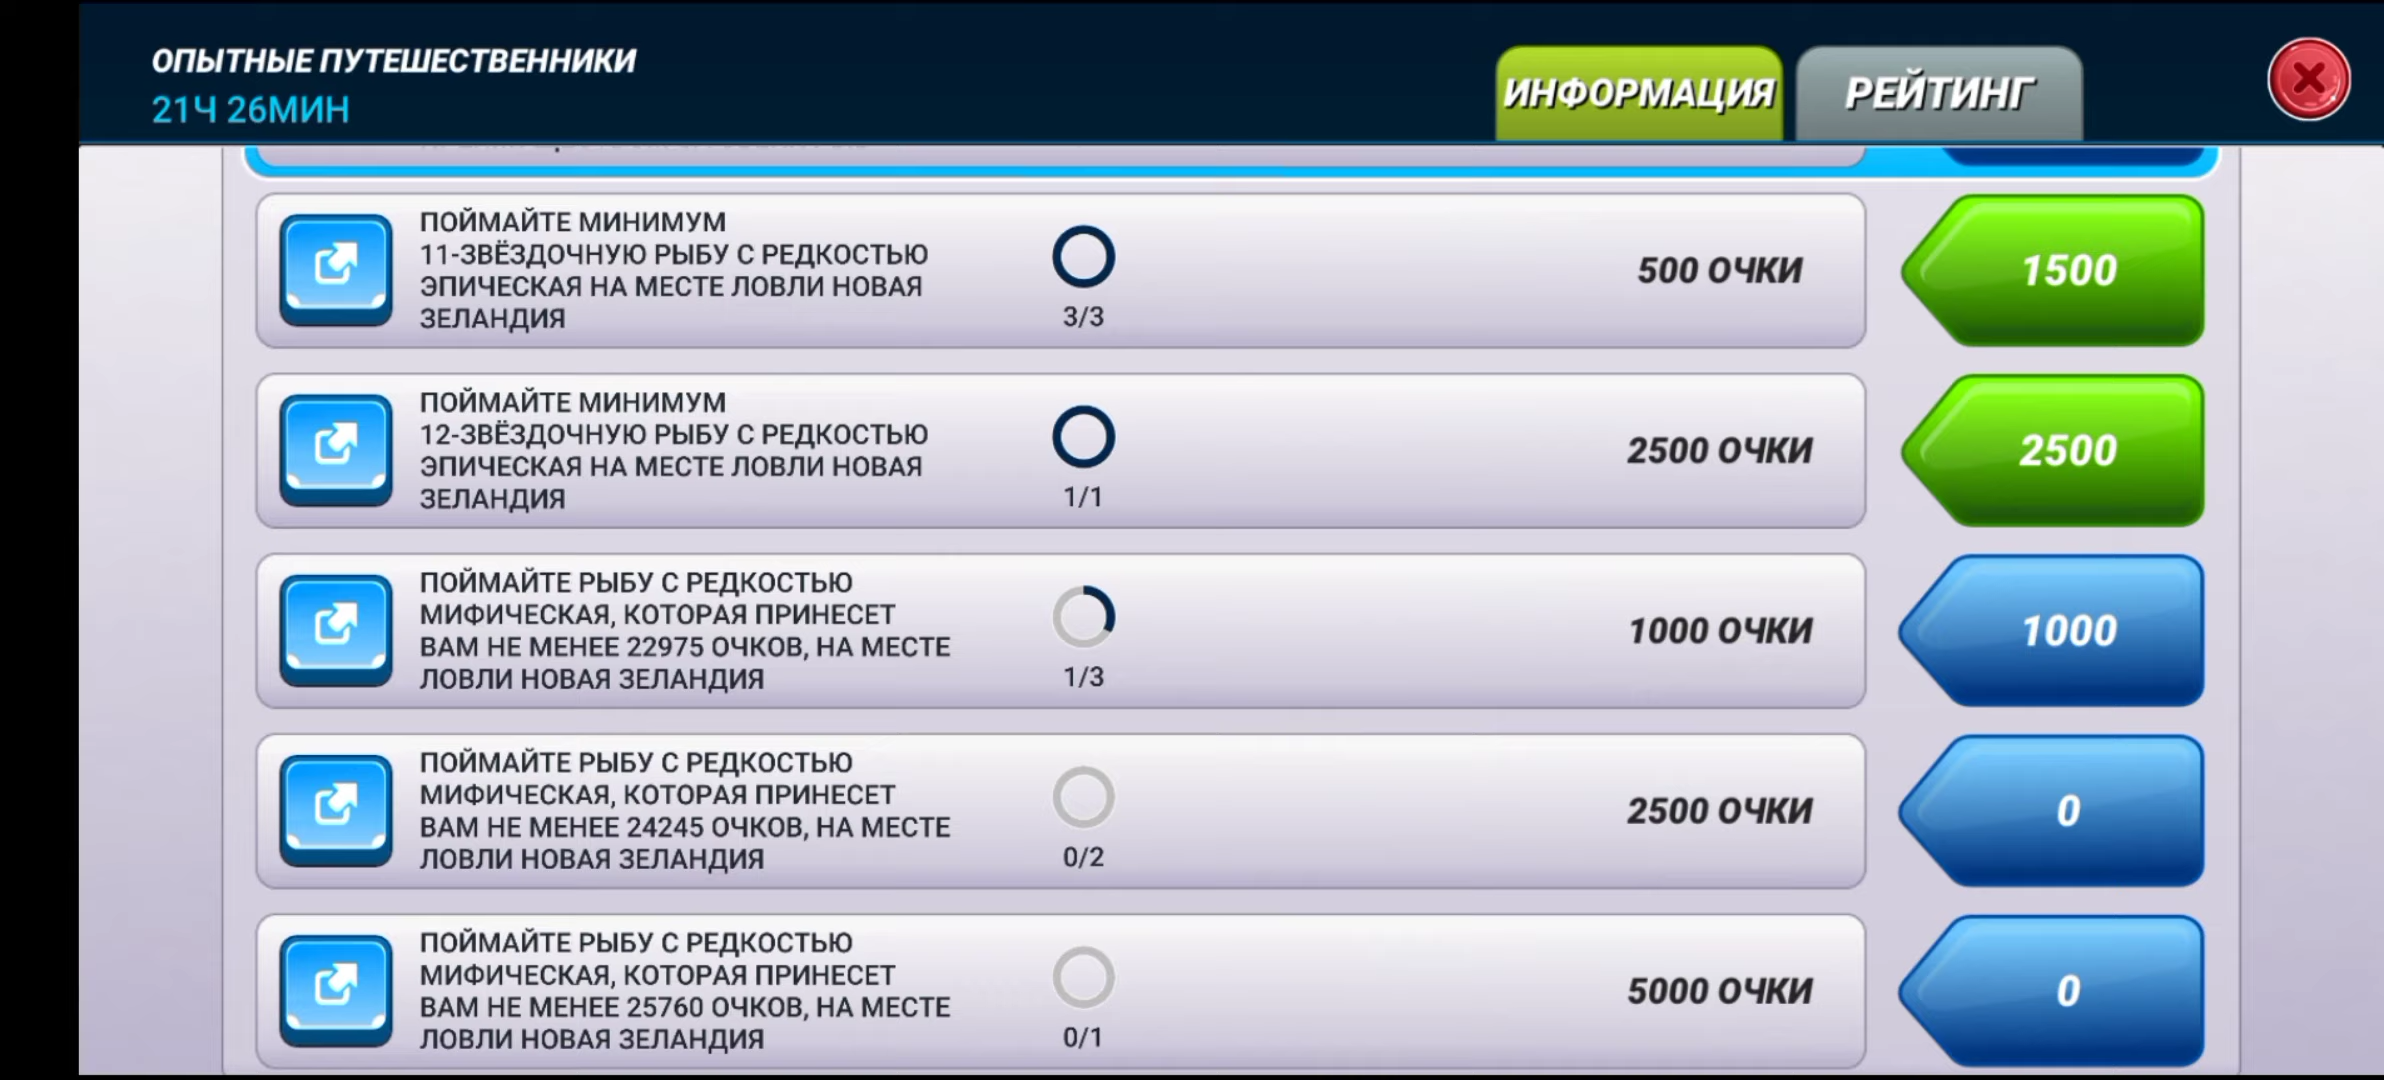 ОПЫТНЫЕ ПУТЕШЕСТВЕННИКИ
21Ч 26МИН
ИНФОРМАЦИЯ
РЕЙТИНГ
ПОЙМАЙТЕ МИНИМУМ
11-ЗВЁЗДОЧНУЮ РЫБУ С РЕДКОСТЬЮ
ЭПИЧЕСКАЯ НА МЕСТЕ ЛОВЛИ НОВАЯ
ЗЕЛАНДИЯ
3/3
500 ОЧКИ
1500
ПОЙМАЙТЕ МИНИМУМ
12-ЗВЁЗДОЧНУЮ РЫБУ С РЕДКОСТЬЮ
ЭПИЧЕСКАЯ НА МЕСТЕ ЛОВЛИ НОВАЯ
ЗЕЛАНДИЯ
1/1
2500 ОЧКИ
2500
ПОЙМАЙТЕ РЫБУ С РЕДКОСТЬЮ
МИФИЧЕСКАЯ, КОТОРАЯ ПРИНЕСЕТ
ВАМ НЕ МЕНЕЕ 22975 ОЧКОВ, НА МЕСТЕ
ЛОВЛИ НОВАЯ ЗЕЛАНДИЯ
1/3
1000 ОЧКИ
1000
ПОЙМАЙТЕ РЫБУ С РЕДКОСТЬЮ
МИФИЧЕСКАЯ, КОТОРАЯ ПРИНЕСЕТ
ВАМ НЕ МЕНЕЕ 24245 ОЧКОВ, НА МЕСТЕ
ЛОВЛИ НОВАЯ ЗЕЛАНДИЯ
0/2
2500 ОЧКИ
0
ПОЙМАЙТЕ РЫБУ С РЕДКОСТЬЮ
МИФИЧЕСКАЯ, КОТОРАЯ ПРИНЕСЕТ
ВАМ НЕ МЕНЕЕ 25760 ОЧКОВ, НА МЕСТЕ
ЛОВЛИ НОВАЯ ЗЕЛАНДИЯ
0/1
5000 ОЧКИ
0